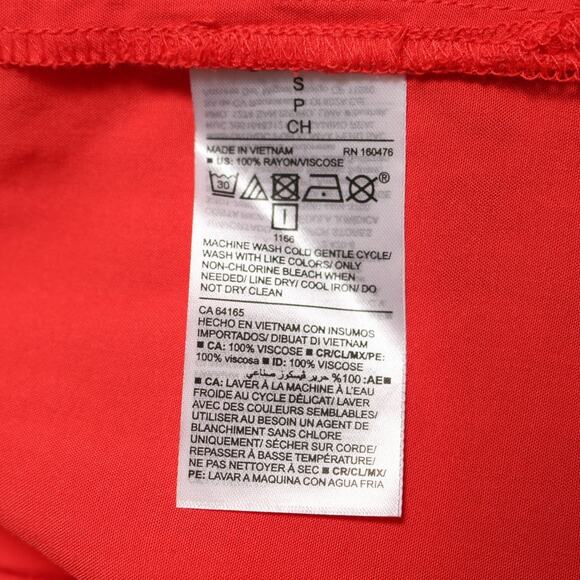 S
P
CH
MADE IN VIETNAM RN 160476
■ US: 100% RAYON/VISCOSE
30 ®
1166
MACHINE WASH COLD GENTLE CYCLE/
WASH WITH LIKE COLORS/ ONLY
NON-CHLORINE BLEACH WHEN
NEEDED/ LINE DRY/ COOL IRON/ DO
NOT DRY CLEAN
CA 64165
HECHO EN VIETNAM CON INSUMOS
IMPORTADOS/ DIBUAT DI VIETNAM
■ CA: 100% VISCOSE ■ CR/CL/MX/PE:
100% viscosa ■ ID: 100% VISCOSE
■AE: 100% حرير فيسكوز صناعي
■ CA: LAVER À LA MACHINE À L'EAU
FROIDE AU CYCLE DÉLICAT/ LAVER
AVEC DES COULEURS SEMBLABLES/
UTILISER AU BESOIN UN AGENT DE
BLANCHIMENT SANS CHLORE
UNIQUEMENT/ SÉCHER SUR CORDE/
REPASSER À BASSE TEMPÉRATURE/
NE PAS NETTOYER À SEC ■ CR/CL/MX/
PE: LAVAR A MAQUINA CON AGUA FRIA